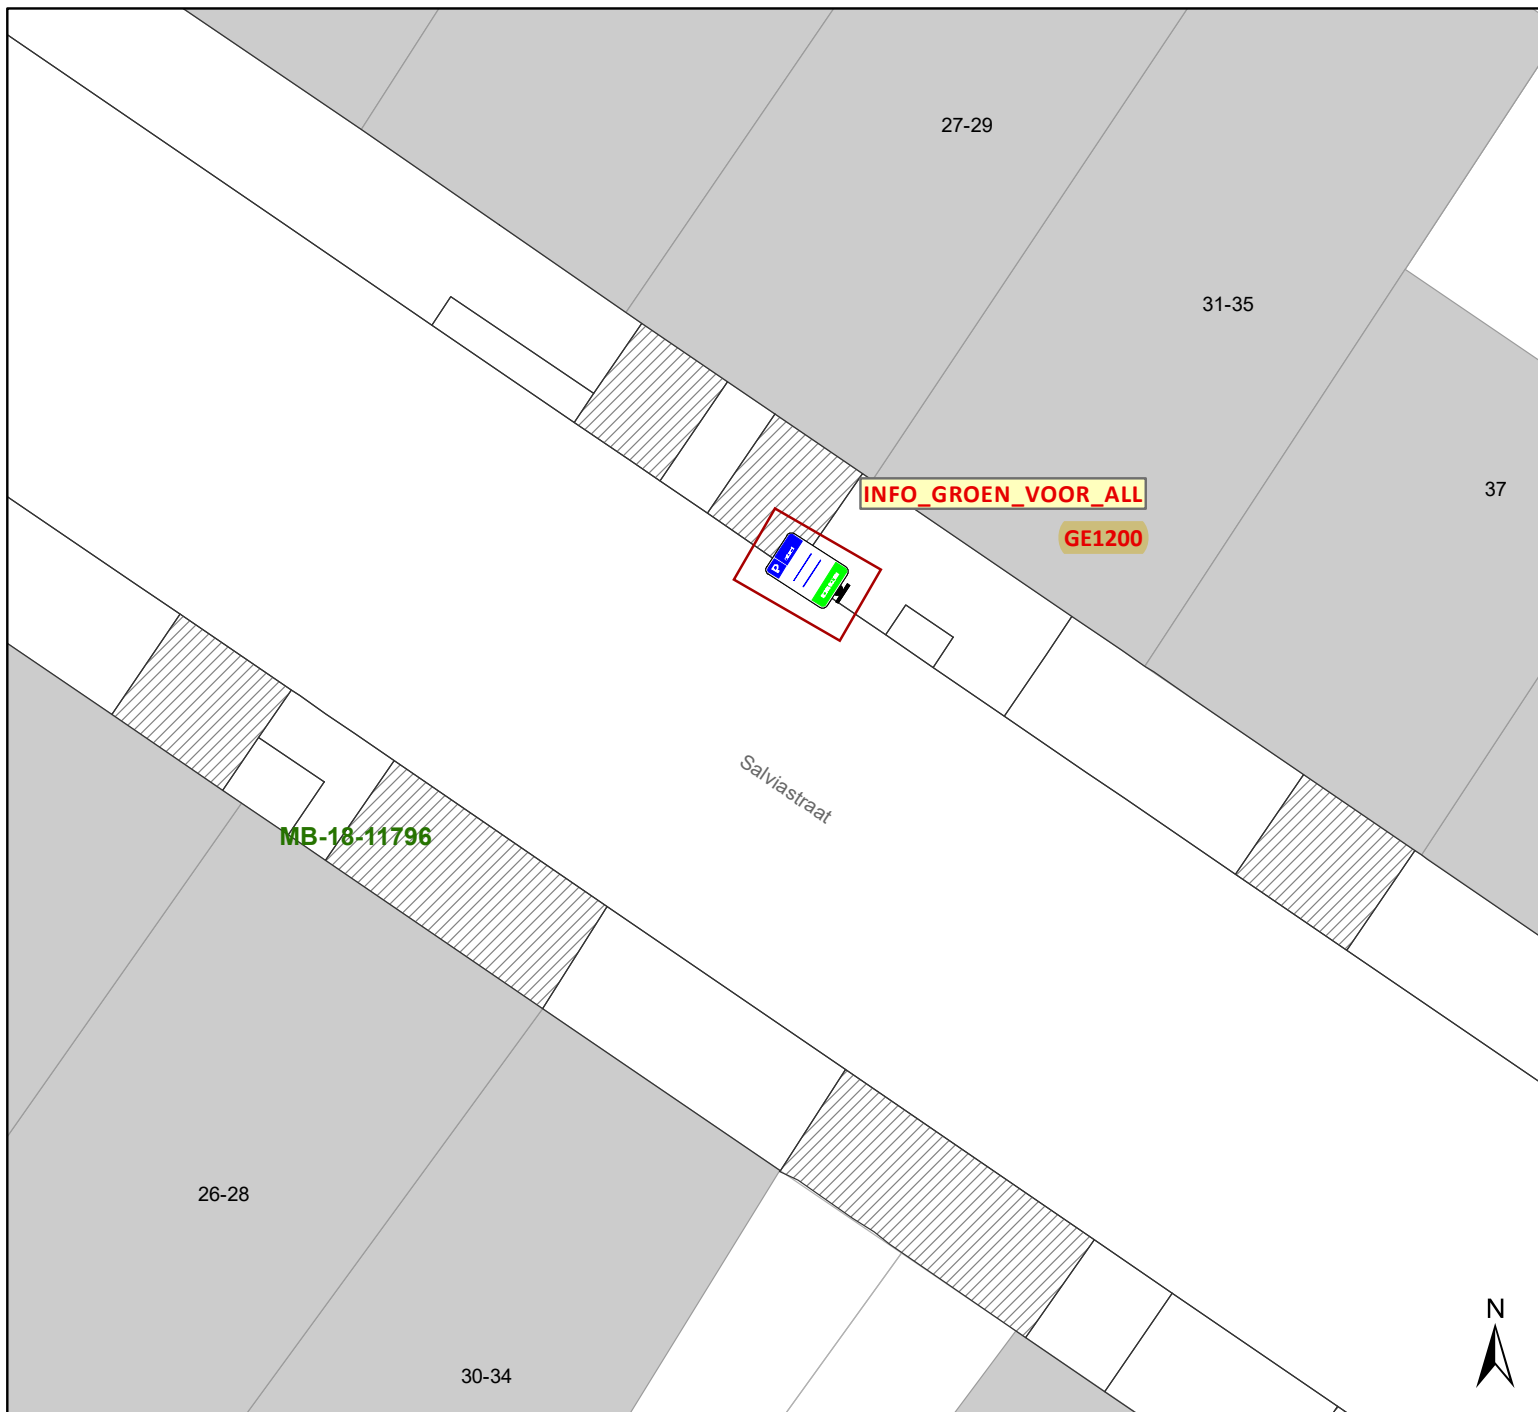 27-29
31-35
37
INFO_GROEN_VOOR_ALL
GE1200
P
Salviastraat
MB-18-11796
26-28
30-34
N